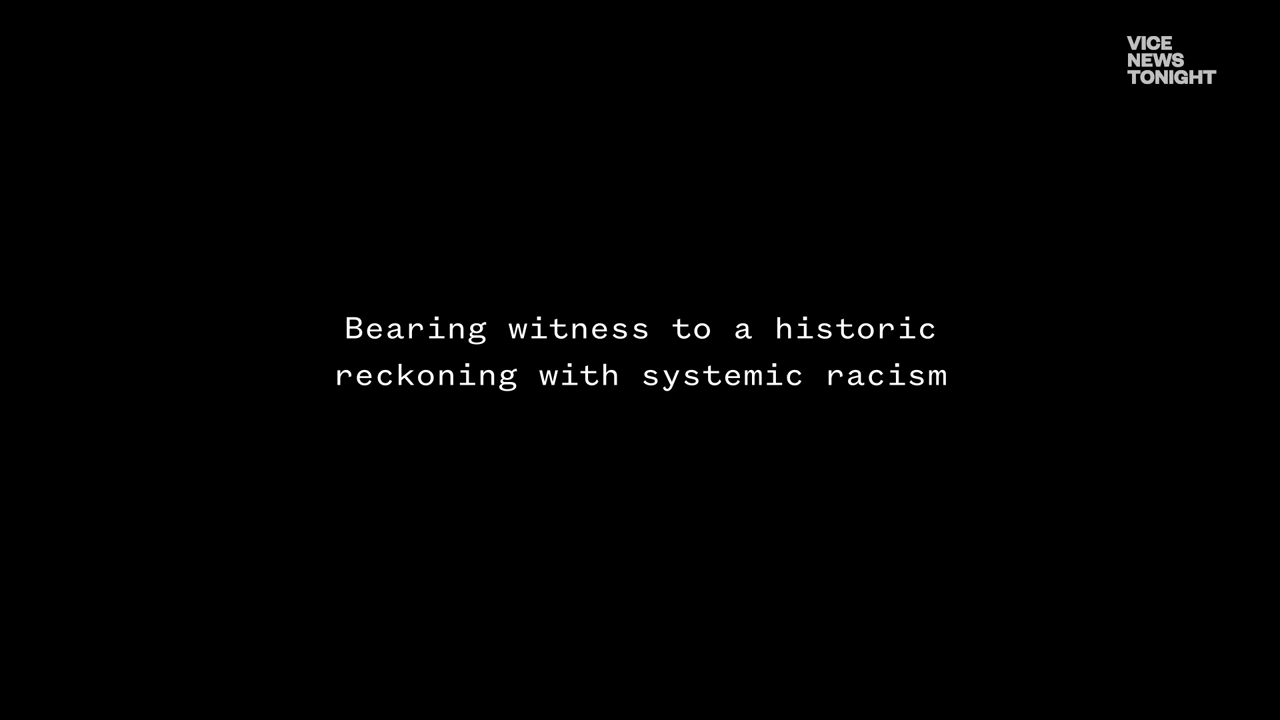 VICE
NEWS
TONIGHT
Bearing witness to a historic
reckoning with systemic racism